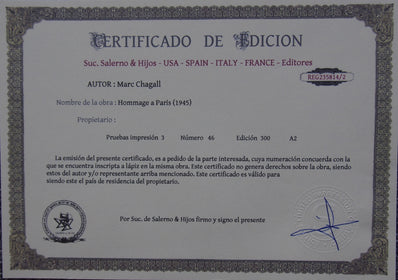 CERTIFICADO DE EDICION
Suc. Salerno & Hijos - USA - SPAIN - ITALY - FRANCE - Editores
REG235814/2
AUTOR : Marc Chagall
Nombre de la obra : Hommage a París (1945)
Propietario :
Pruebas impresión 3 Número 46 Edición 500 A2
La emisión del presente certificado, es a pedido de la parte interesada, cuya numeración concuerda con la
que se encuentra inscripta a lápiz en la misma obra. Este certificado no genera derechos sobre la obra, siendo
estos del autor y/o representante arriba mencionado. Este certificado es válido para
siendo este el país de residencia del propietario.
Por Suc. de Salerno & Hijos firmo y signo el presente